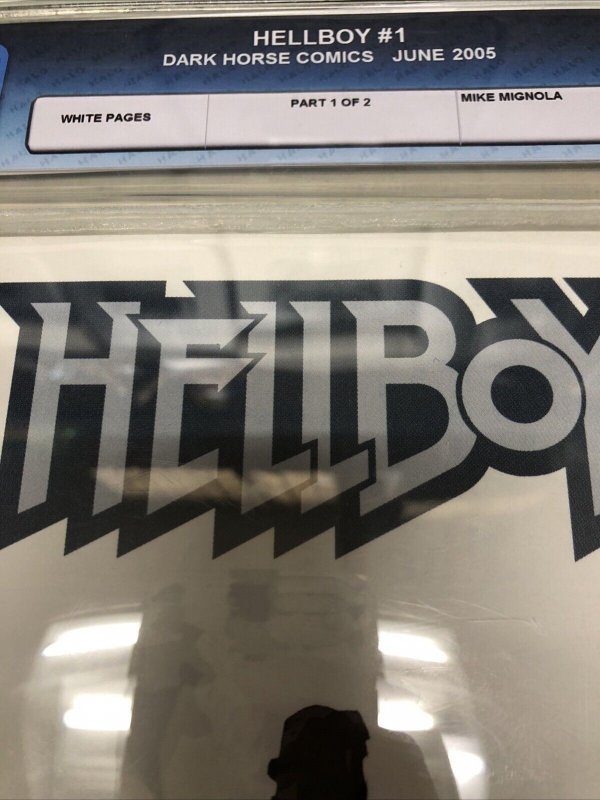 HELLBOY #1
DARK HORSE COMICS JUNE 2005
WHITE PAGES
PART 1 OF 2
MIKE MIGNOLA
HELLBOY